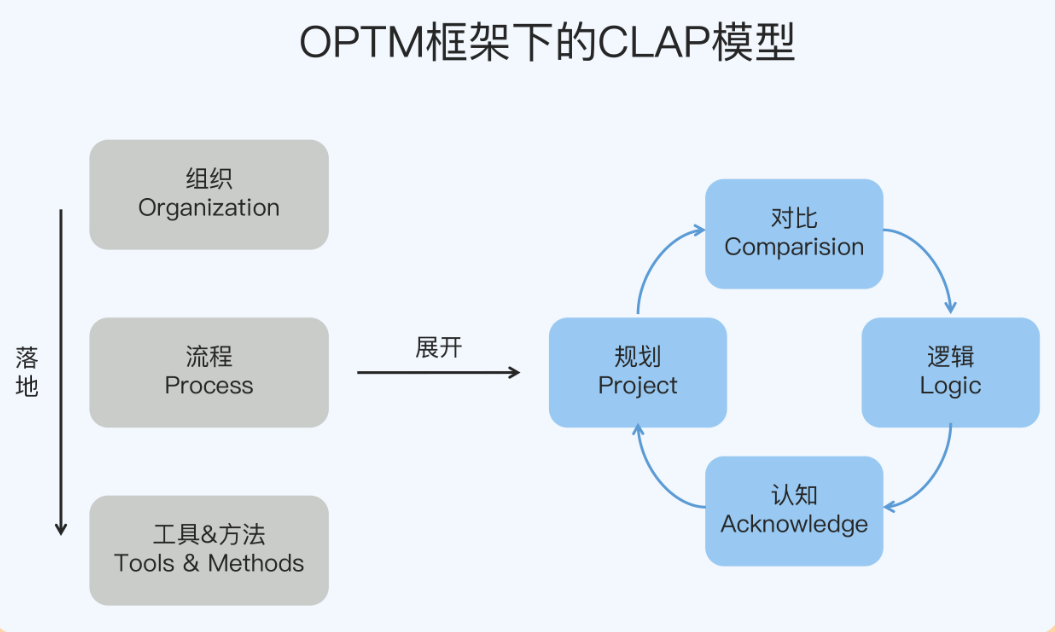 OPTM框架下的CLAP模型
组织
Organization
落
地
流程
Process
工具&方法
Tools & Methods
展开
对比
Comparision
规划
Project
逻辑
Logic
认知
Acknowledge